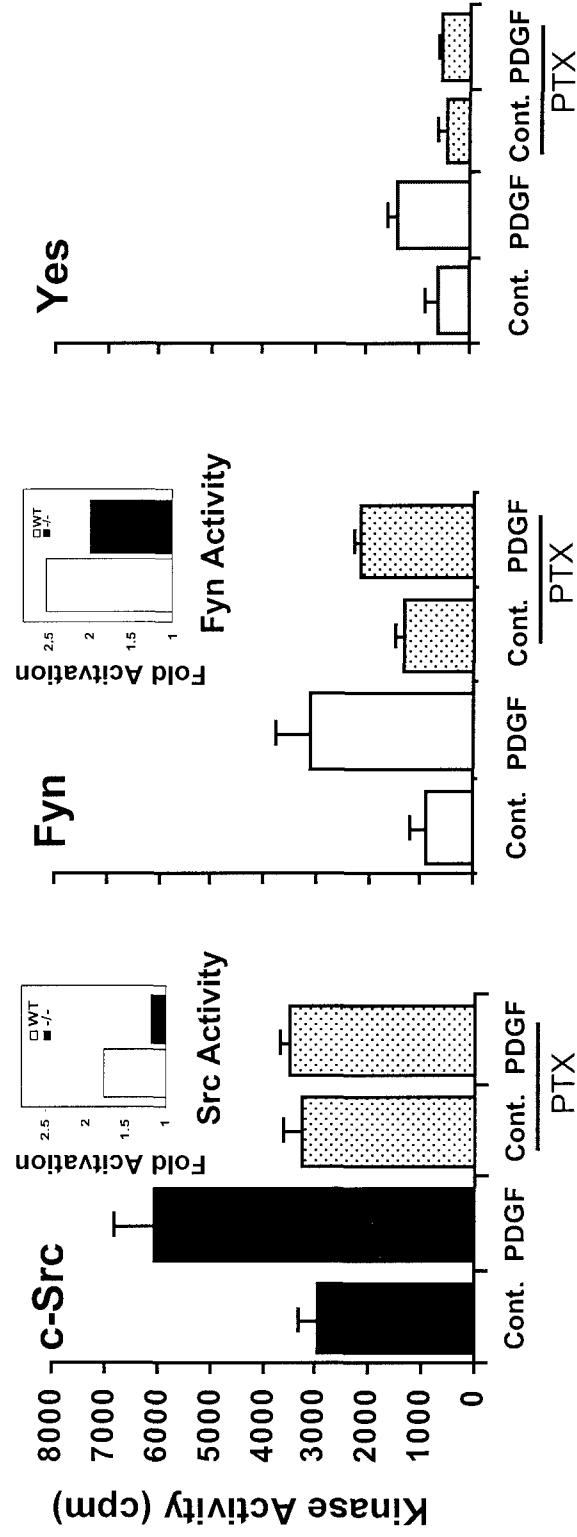 Kinase Activity (cpm)
8000
7000
6000
5000
4000
3000
2000
1000
0
c-Src
Fold Acitvation
2.5
2
1.5
1
WT
-/-
Src Activity
Cont. PDGF Cont. PDGF
PTX
Fyn
Fold Acitvation
2.5
2
1.5
1
WT
-/-
Fyn Activity
Cont. PDGF Cont. PDGF
PTX
Yes
Cont. PDGF Cont. PDGF
PTX